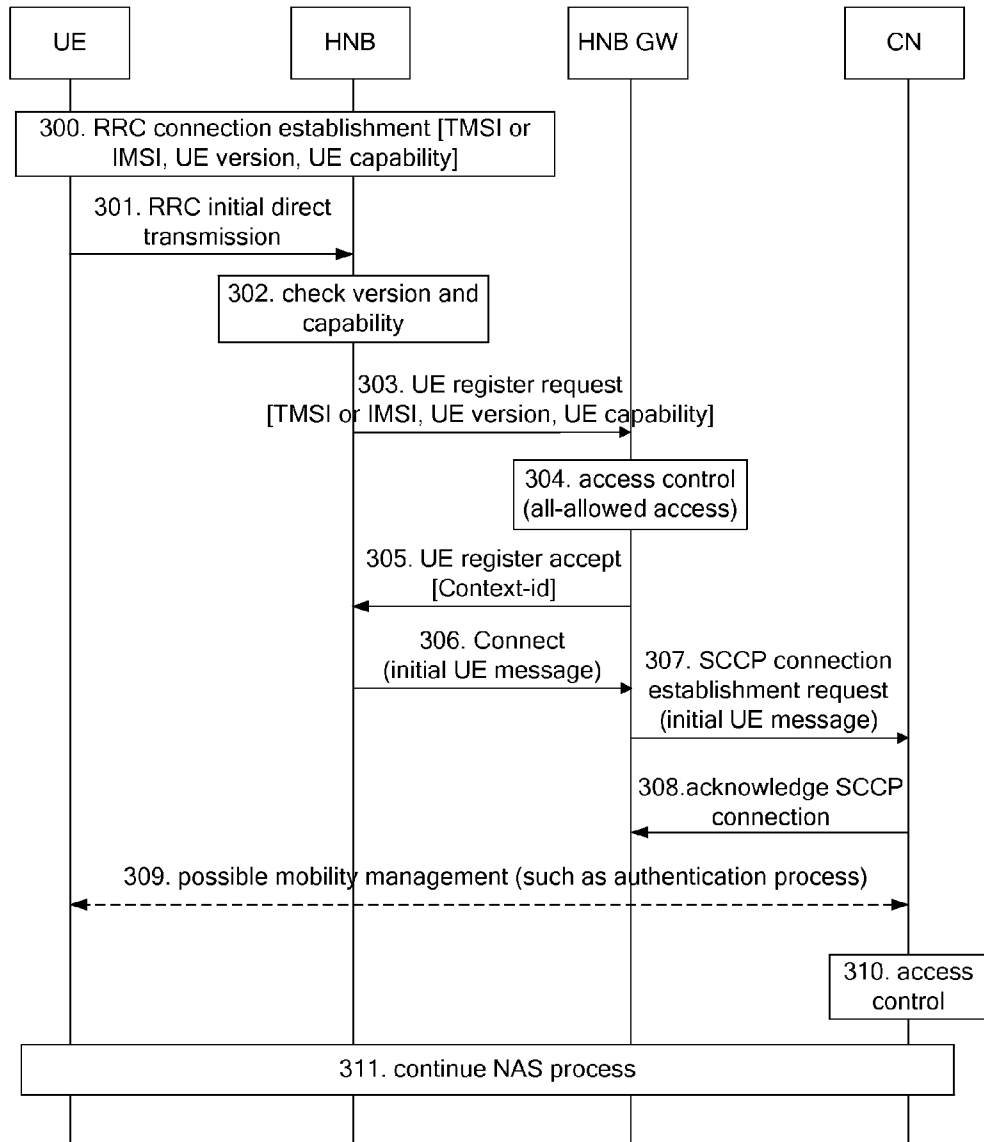 UE
HNB
HNB GW
CN
300. RRC connection establishment [TMSI or
IMSI, UE version, UE capability]
301. RRC initial direct
transmission
302. check version and
capability
303. UE register request
[TMSI or IMSI, UE version, UE capability]
304. access control
(all-allowed access)
305. UE register accept
[Context-id]
306. Connect
(initial UE message)
307. SCCP connection
establishment request
(initial UE message)
308.acknowledge SCCP
connection
309. possible mobility management (such as authentication process)
310. access
control
311. continue NAS process